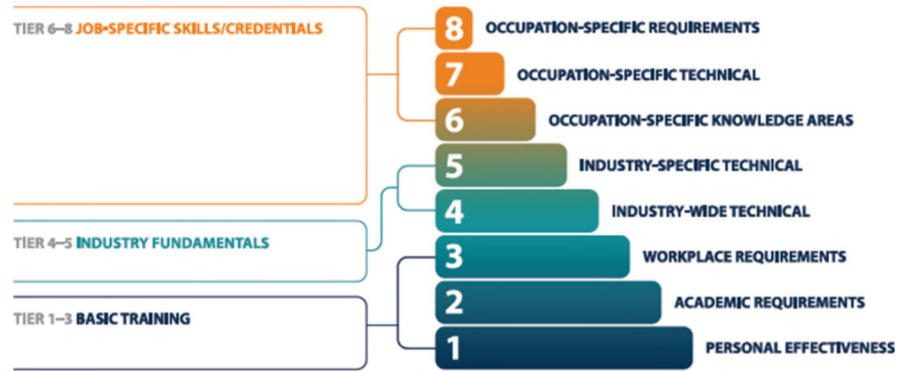 TIER 6–8 JOB-SPECIFIC SKILLS/CREDENTIALS
8 OCCUPATION-SPECIFIC REQUIREMENTS
7 OCCUPATION-SPECIFIC TECHNICAL
6 OCCUPATION-SPECIFIC KNOWLEDGE AREAS
5 INDUSTRY-SPECIFIC TECHNICAL
4 INDUSTRY-WIDE TECHNICAL
TIER 4–5 INDUSTRY FUNDAMENTALS
3 WORKPLACE REQUIREMENTS
2 ACADEMIC REQUIREMENTS
TIER 1–3 BASIC TRAINING
1 PERSONAL EFFECTIVENESS